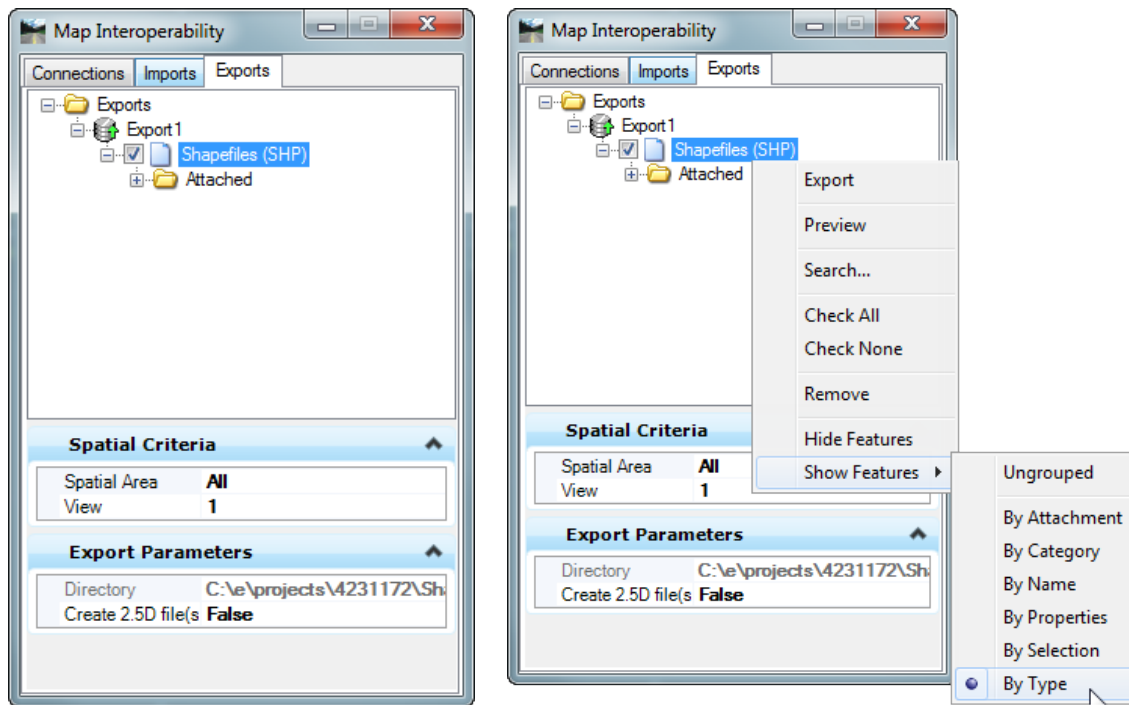 Map Interoperability
Connections Imports Exports
Exports
Export1
Shapefiles (SHP)
Attached
Spatial Criteria
Spatial Area All
View 1
Export Parameters
Directory C:\e\projects\4231172\Sh
Create 2.5D file(s False
Map Interoperability
Connections Imports Exports
Exports
Export1
Shapefiles (SHP)
Attached
Export
Preview
Search...
Check All
Check None
Remove
Hide Features
Show Features
Spatial Criteria
Spatial Area All
View 1
Export Parameters
Directory C:\e\projects\4231172\Sh
Create 2.5D file(s False
Ungrouped
By Attachment
By Category
By Name
By Properties
By Selection
By Type